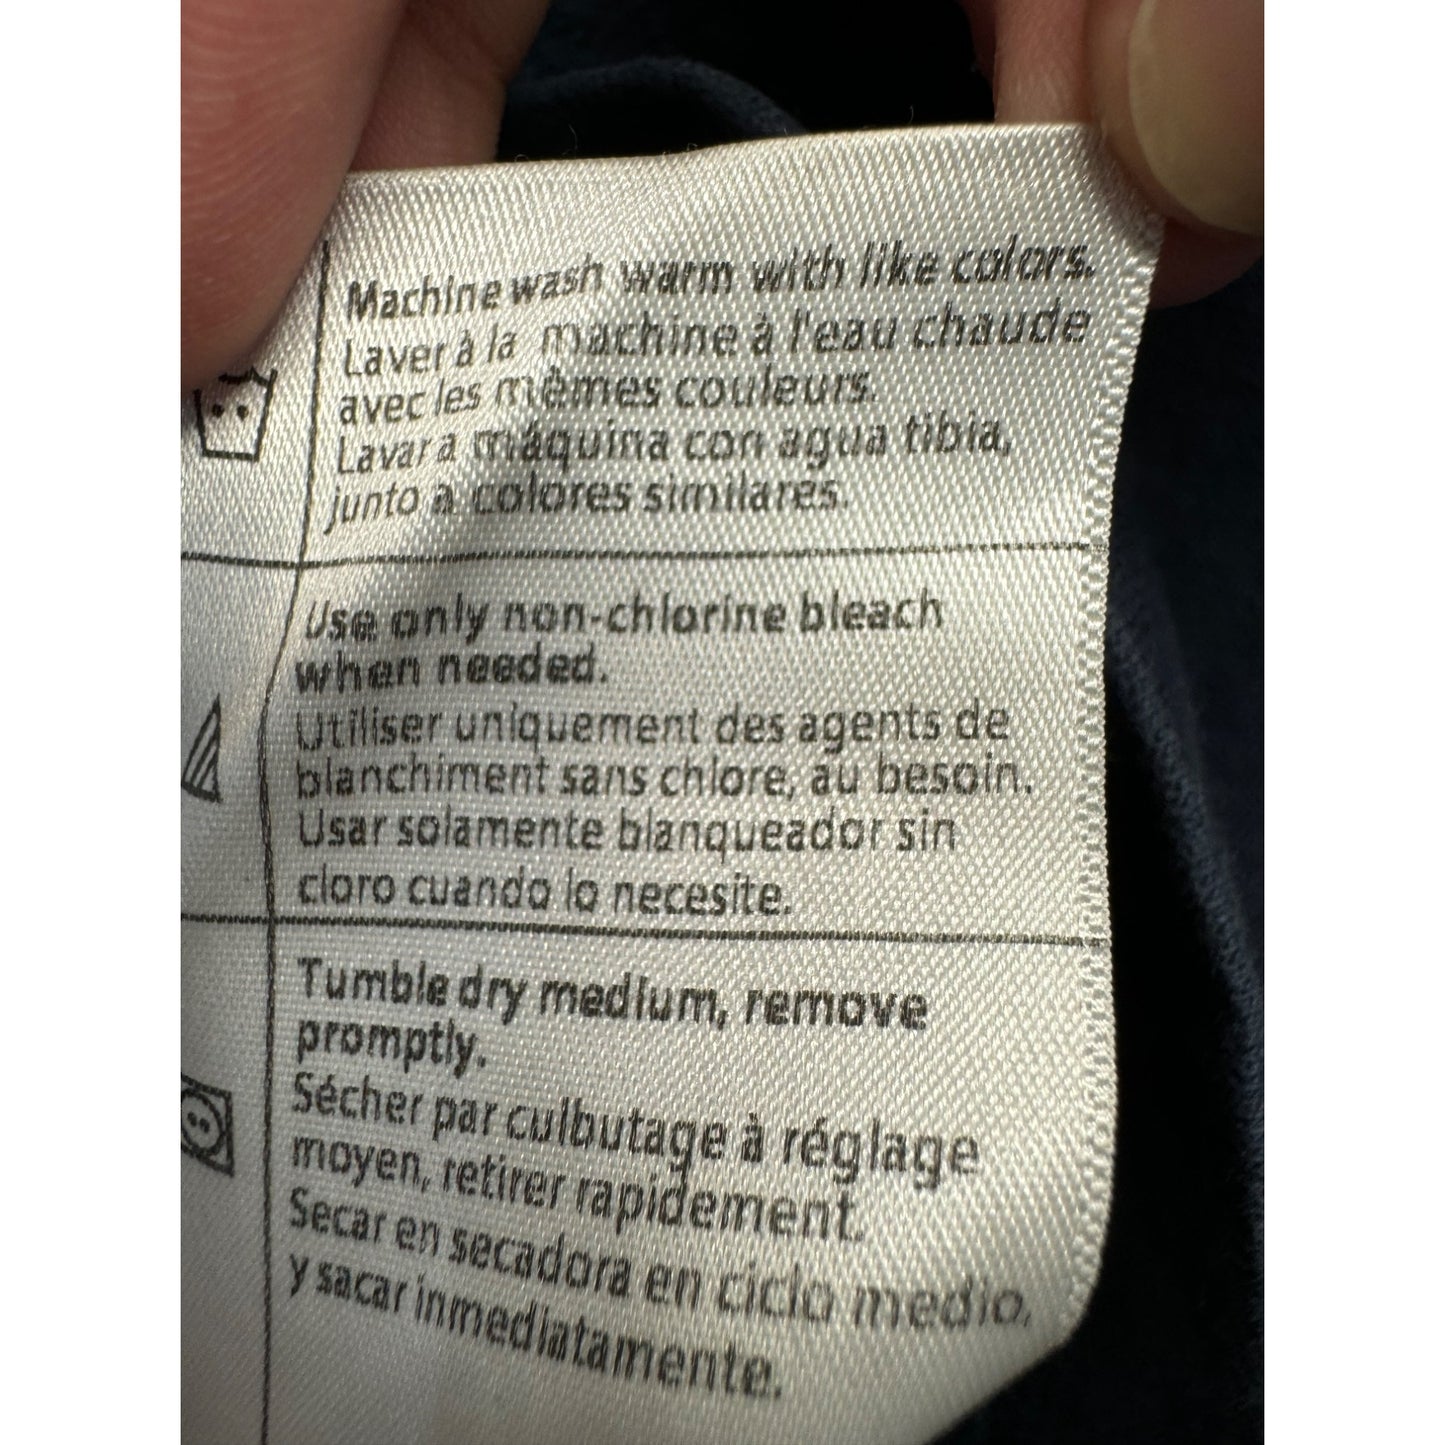 Machine wash warm with like colors.
Laver à la machine à l'eau chaude
avec les mêmes couleurs.
Lavar a máquina con agua tibia,
junto a colores similares.
Use only non-chlorine bleach
when needed.
Utiliser uniquement des agents de
blanchiment sans chlore, au besoin.
Usar solamente blanqueador sin
cloro cuando lo necesite.
Tumble dry medium, remove
promptly.
Sécher par culbutage à réglage
moyen, retirer rapidement.
Secar en secadora en ciclo medio,
y sacar inmediatamente.